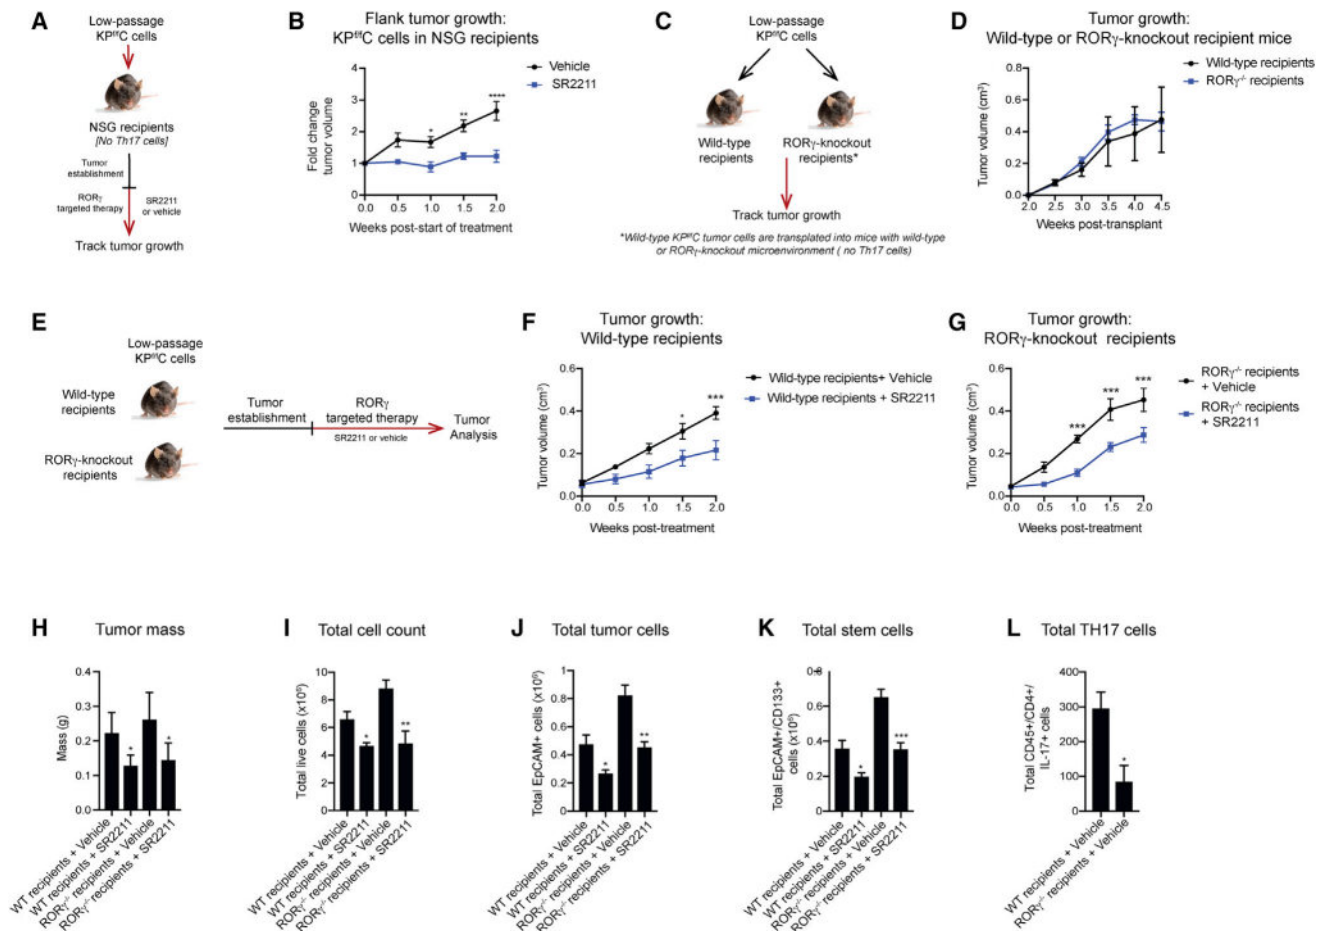 A
Low-passage
KPf/fC cells
NSG recipients
[No Th17 cells]
Tumor
establishment
RORγ
targeted therapy
SR2211
or vehicle
Track tumor growth
B
Flank tumor growth:
KPf/fC cells in NSG recipients
Vehicle
SR2211
Fold change
tumor volume
4
3
2
1
0
*
**
****
0.0 0.5 1.0 1.5 2.0
Weeks post-start of treatment
C
Low-passage
KPf/fC cells
Wild-type
recipients
RORγ-knockout
recipients*
Track tumor growth
*Wild-type KPf/fC tumor cells are transplated into mice with wild-type
or RORγ-knockout microenvironment ( no Th17 cells)
D
Tumor growth:
Wild-type or RORγ-knockout recipient mice
Wild-type recipients
RORγ-/- recipients
Tumor volume (cm³)
0.8
0.6
0.4
0.2
0.0
2.0 2.5 3.0 3.5 4.0 4.5
Weeks post-transplant
E
Low-passage
KPf/fC cells
Wild-type
recipients
RORγ-knockout
recipients
Tumor
establishment
RORγ
targeted therapy
SR2211 or vehicle
Tumor
Analysis
F
Tumor growth:
Wild-type recipients
Wild-type recipients+ Vehicle
Wild-type recipients + SR2211
Tumor volume (cm³)
0.6
0.4
0.2
0.0
*
***
0.0 0.5 1.0 1.5 2.0
Weeks post-treatment
G
Tumor growth:
RORγ-knockout recipients
RORγ-/- recipients
+ Vehicle
RORγ-/- recipients
+ SR2211
Tumor volume (cm³)
0.6
0.4
0.2
0.0
***
***
***
0.0 0.5 1.0 1.5 2.0
Weeks post-treatment
H
Tumor mass
Mass (g)
0.4
0.3
0.2
0.1
0.0
*
*
WT recipients + Vehicle
WT recipients + SR2211
RORγ-/- recipients + Vehicle
RORγ-/- recipients + SR2211
I
Total cell count
Total live cells (x10⁶)
10
8
6
4
2
0
*
**
WT recipients + Vehicle
WT recipients + SR2211
RORγ-/- recipients + Vehicle
RORγ-/- recipients + SR2211
J
Total tumor cells
Total EpCAM+ cells (x10⁶)
1
0.8
0.6
0.4
0.2
0
*
**
WT recipients + Vehicle
WT recipients + SR2211
RORγ-/- recipients + Vehicle
RORγ-/- recipients + SR2211
K
Total stem cells
Total EpCAM+/CD133+
cells (x10⁶)
0.8
0.6
0.4
0.2
0
*
***
WT recipients + Vehicle
WT recipients + SR2211
RORγ-/- recipients + Vehicle
RORγ-/- recipients + SR2211
L
Total TH17 cells
Total CD45+/CD4+/
IL-17+ cells
400
300
200
100
0
*
WT recipients + Vehicle
RORγ-/- recipients + Vehicle